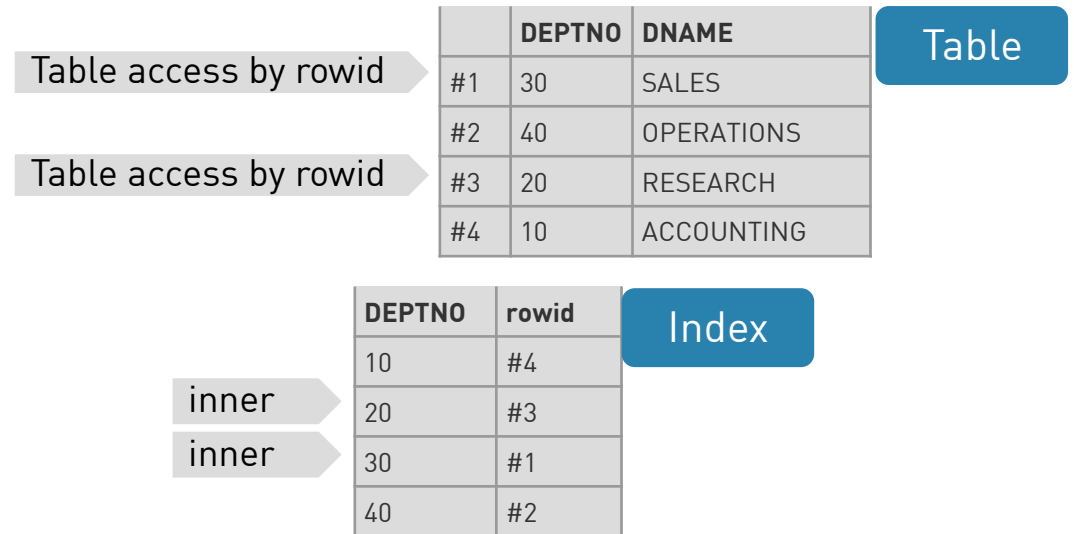 DEPTNO DNAME
Table
Table access by rowid
#1 30 SALES
#2 40 OPERATIONS
Table access by rowid
#3 20 RESEARCH
#4 10 ACCOUNTING
DEPTNO rowid
Index
10 #4
inner
20 #3
inner
30 #1
40 #2